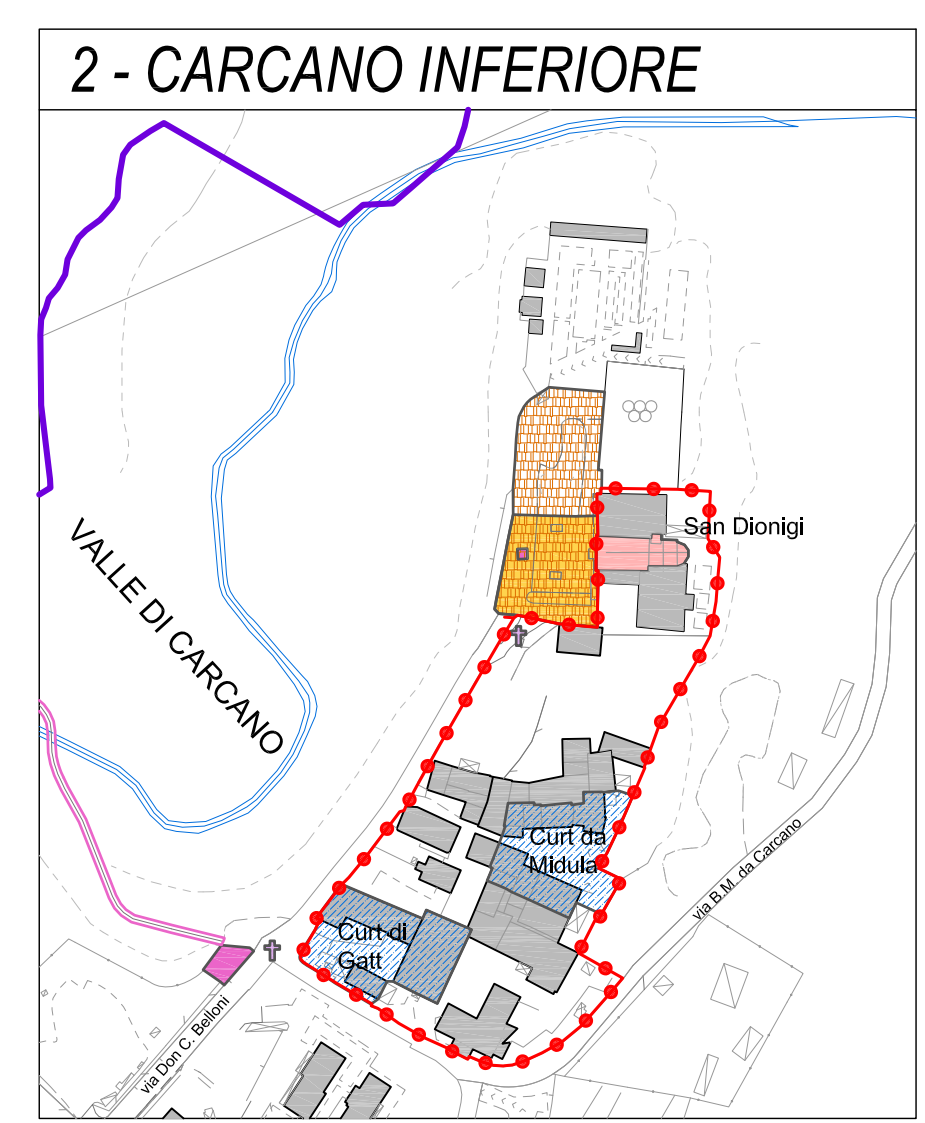 2 - CARCANO INFERIORE
San Dionigi
VALLE DI CARCANO
Curt da
Midula
via B.M. da Carcano
Curt di
Gatt
via Don C. Belloni